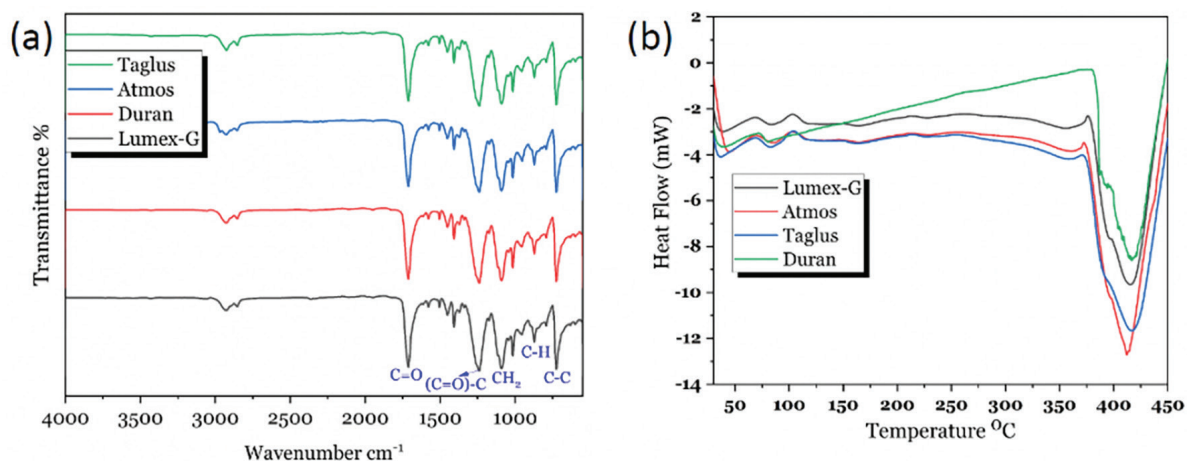 (a)
Taglus
Atmos
Duran
Lumex-G
Transmittance %
C=O
(C=O)-C
CH₂
C-H
C-C
4000 3500 3000 2500 2000 1500 1000
Wavenumber cm⁻¹
(b)
2
0
-2
-4
-6
-8
-10
-12
-14
Heat Flow (mW)
Lumex-G
Atmos
Taglus
Duran
50 100 150 200 250 300 350 400 450
Temperature ᴼC